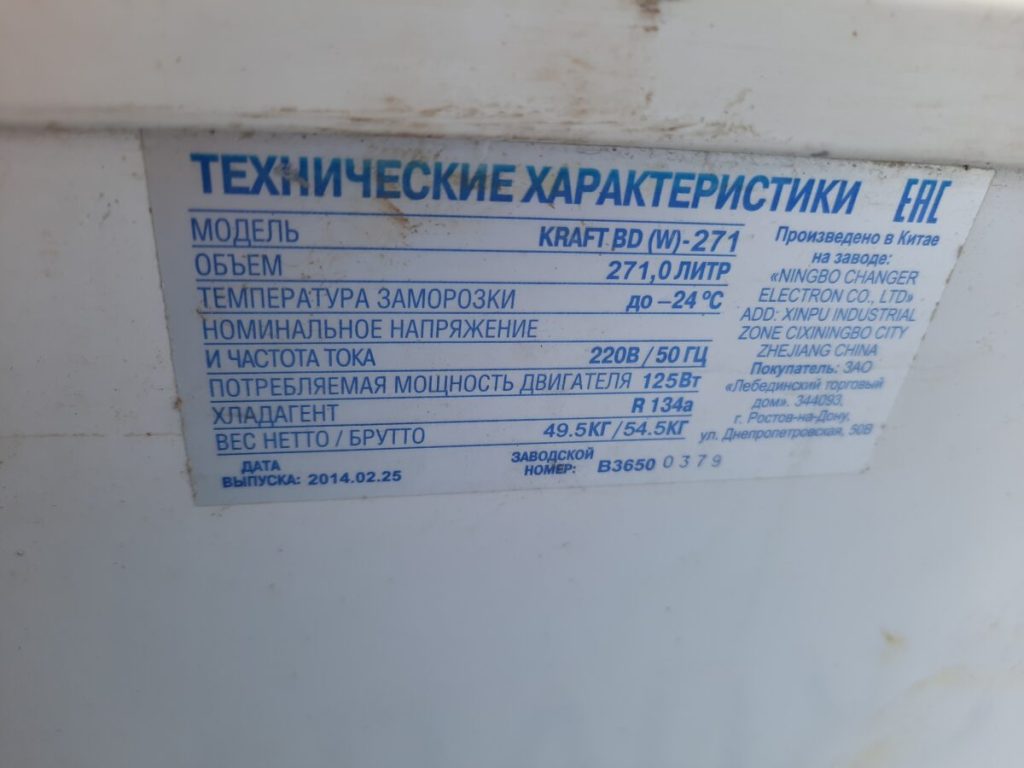 ТЕХНИЧЕСКИЕ ХАРАКТЕРИСТИКИ
EAC
МОДЕЛЬ KRAFT BD (W)-271
ОБЪЕМ 271,0 ЛИТР
ТЕМПЕРАТУРА ЗАМОРОЗКИ до –24 ºС
НОМИНАЛЬНОЕ НАПРЯЖЕНИЕ
И ЧАСТОТА ТОКА 220В / 50 ГЦ
ПОТРЕБЛЯЕМАЯ МОЩНОСТЬ ДВИГАТЕЛЯ 125Вт
ХЛАДАГЕНТ R 134a
ВЕС НЕТТО / БРУТТО 49.5КГ / 54.5КГ
ДАТА
ВЫПУСКА: 2014.02.25
ЗАВОДСКОЙ
НОМЕР: B3650 0379
Произведено в Китае
на заводе:
«NINGBO CHANGER
ELECTRON CO., LTD»
ADD: XINPU INDUSTRIAL
ZONE CIXININGBO CITY
ZHEJIANG CHINA
Покупатель: ЗАО
«Лебединский торговый
дом». 344093,
г. Ростов-на-Дону,
ул. Днепропетровская, 50В